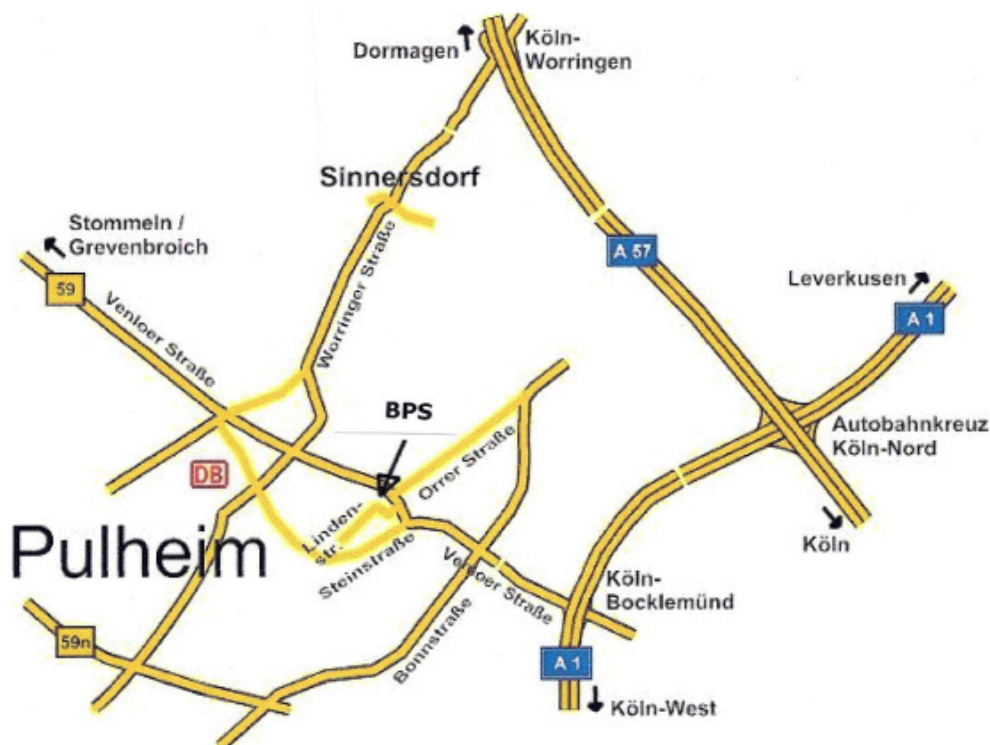 Dormagen
Köln-
Worringen
Sinnersdorf
Stommeln /
Grevenbroich
A 57
59
Leverkusen
Venloer Straße
Worringer Straße
A 1
BPS
Autobahnkreuz
Köln-Nord
DB
Orrer Straße
Linden-
str.
Pulheim
Steinstraße
Köln
Venloer Straße
Köln-
Bocklemünd
59n
Bonnstraße
A 1
Köln-West